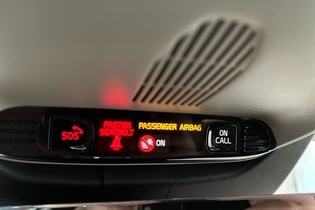 SOS
FASTEN
SEATBELT
PASSENGER AIRBAG
ON
ON
CALL